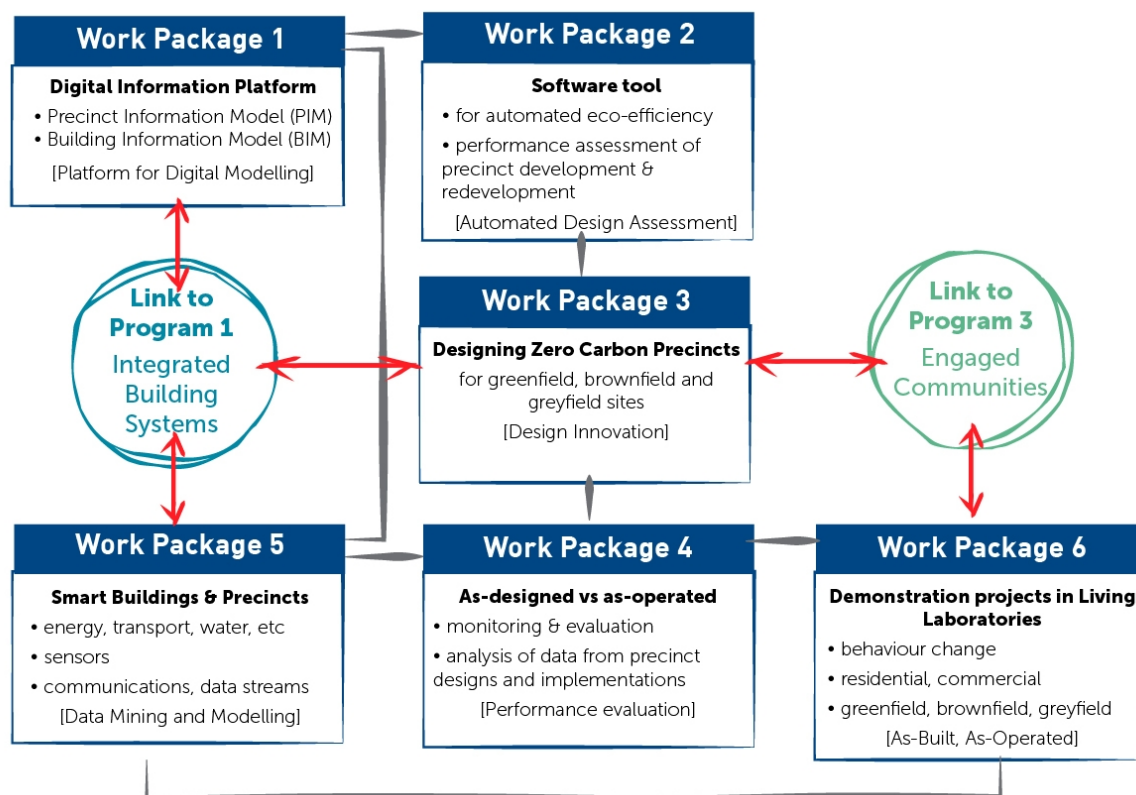 Work Package 1
Digital Information Platform
• Precinct Information Model (PIM)
• Building Information Model (BIM)
[Platform for Digital Modelling]
Work Package 2
Software tool
• for automated eco-efficiency
• performance assessment of
precinct development &
redevelopment
[Automated Design Assessment]
Link to
Program 1
Integrated
Building
Systems
Work Package 3
Designing Zero Carbon Precincts
for greenfield, brownfield and
greyfield sites
[Design Innovation]
Link to
Program 3
Engaged
Communities
Work Package 5
Smart Buildings & Precincts
• energy, transport, water, etc
• sensors
• communications, data streams
[Data Mining and Modelling]
Work Package 4
As-designed vs as-operated
• monitoring & evaluation
• analysis of data from precinct
designs and implementations
[Performance evaluation]
Work Package 6
Demonstration projects in Living
Laboratories
• behaviour change
• residential, commercial
• greenfield, brownfield, greyfield
[As-Built, As-Operated]